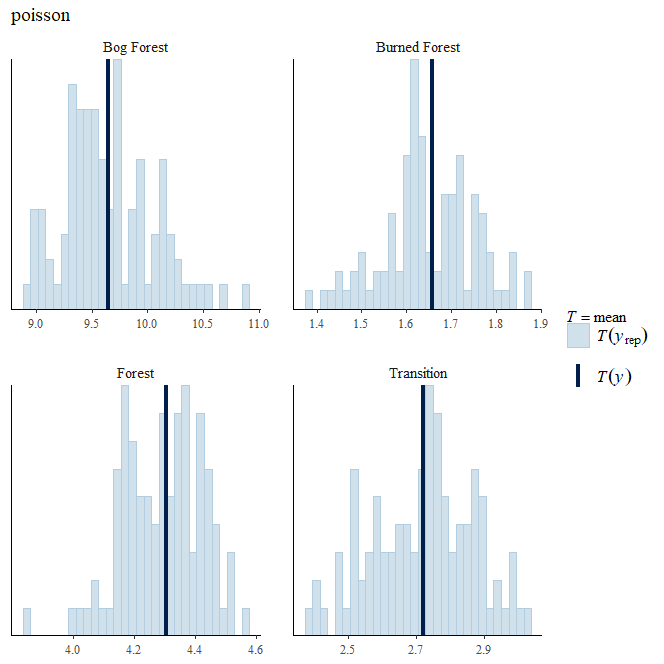 poisson
Bog Forest
Burned Forest
9.0 9.5 10.0 10.5 11.0
1.4 1.5 1.6 1.7 1.8 1.9
T = mean
T(yrep)
T(y)
Forest
Transition
4.0 4.2 4.4 4.6
2.5 2.7 2.9